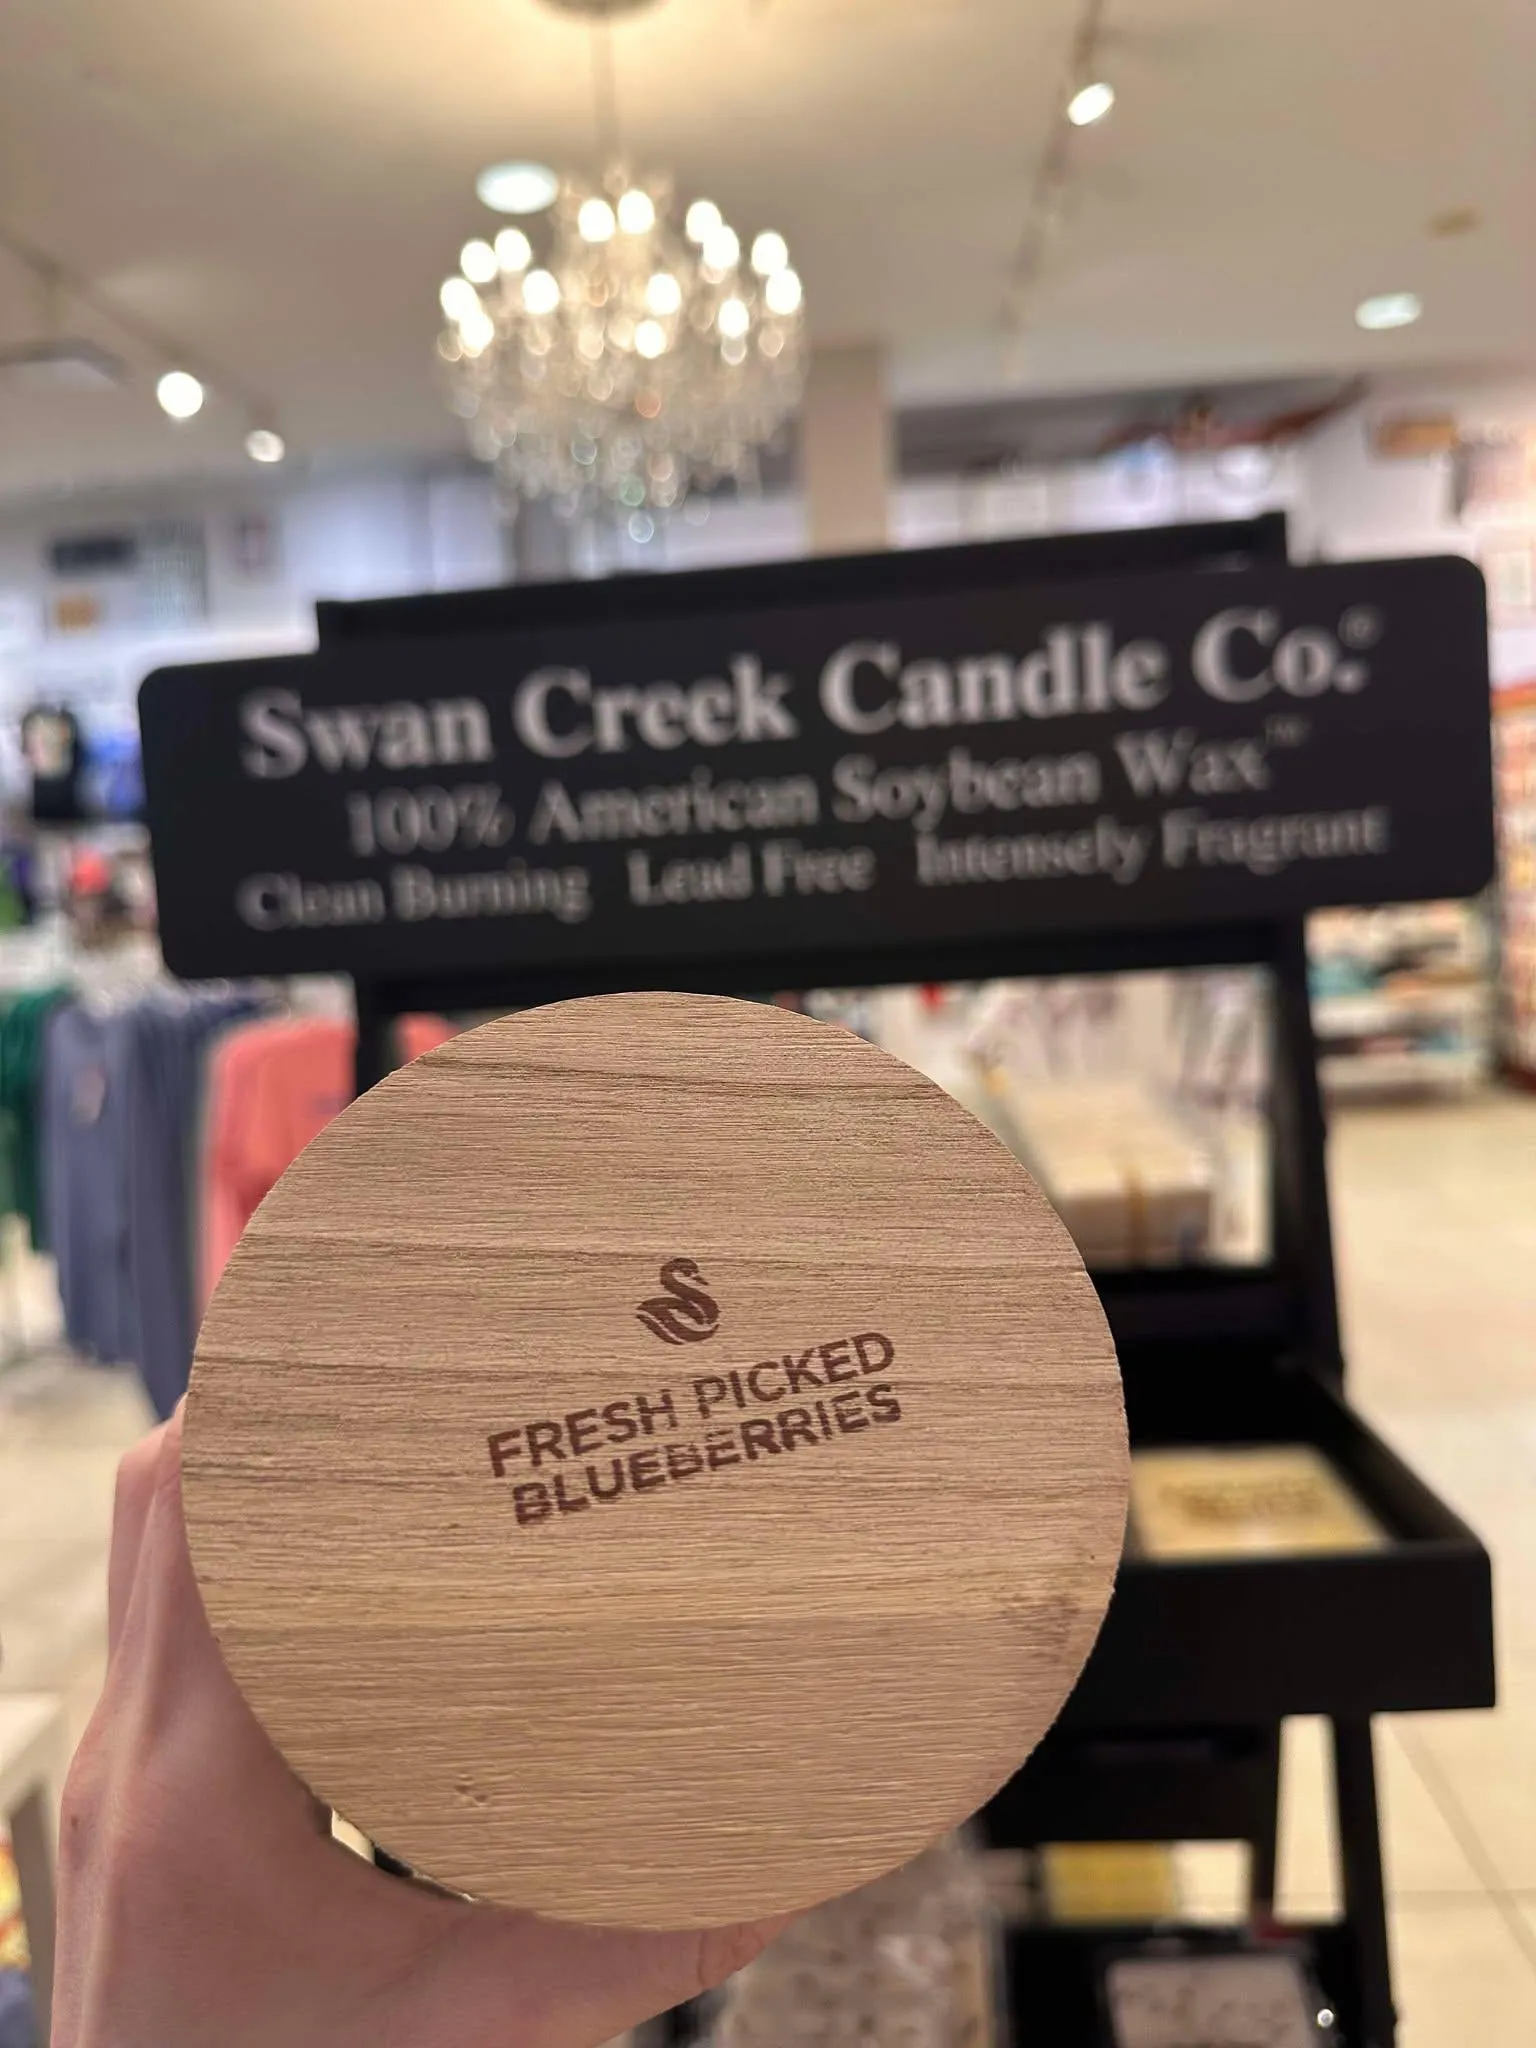 Swan Creek Candle Co.®
100% American Soybean Wax™
Clean Burning Lead Free Intensely Fragrant
FRESH PICKED
BLUEBERRIES